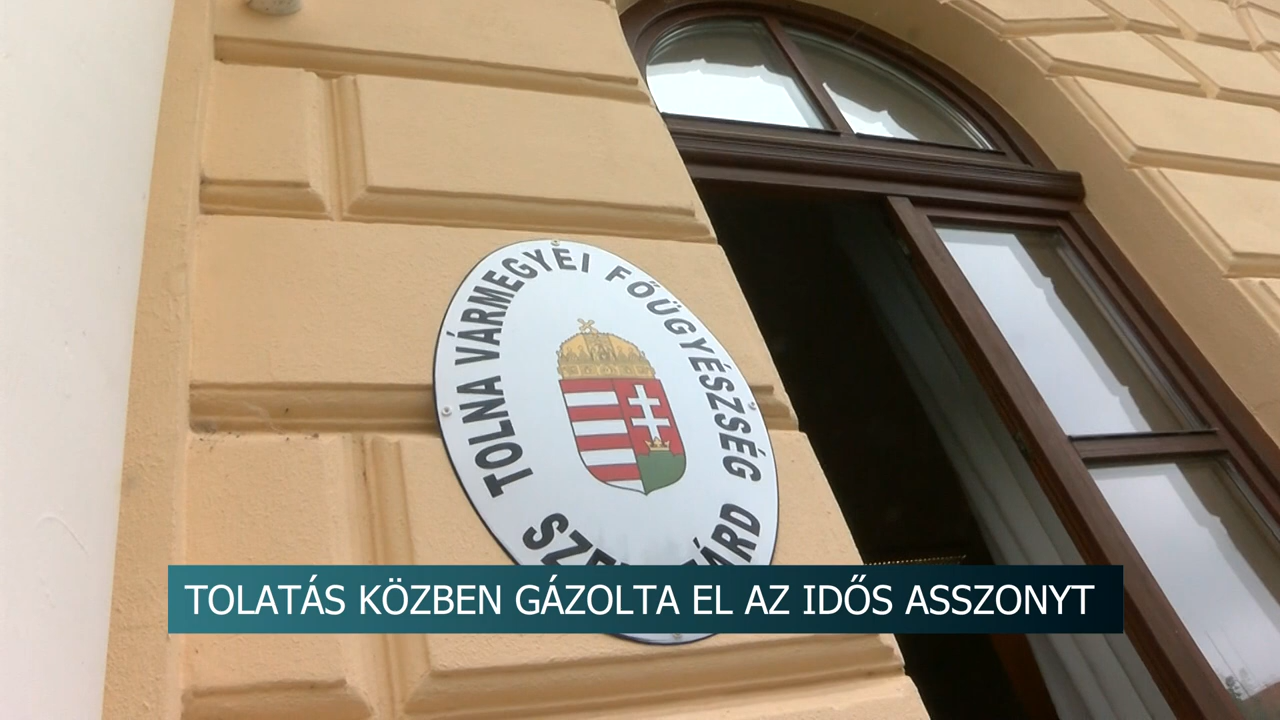 TOLNA VÁRMEGYEI FŐÜGYÉSZSÉG
TOLATÁS KÖZBEN GÁZOLTA EL AZ IDŐS ASSZONYT